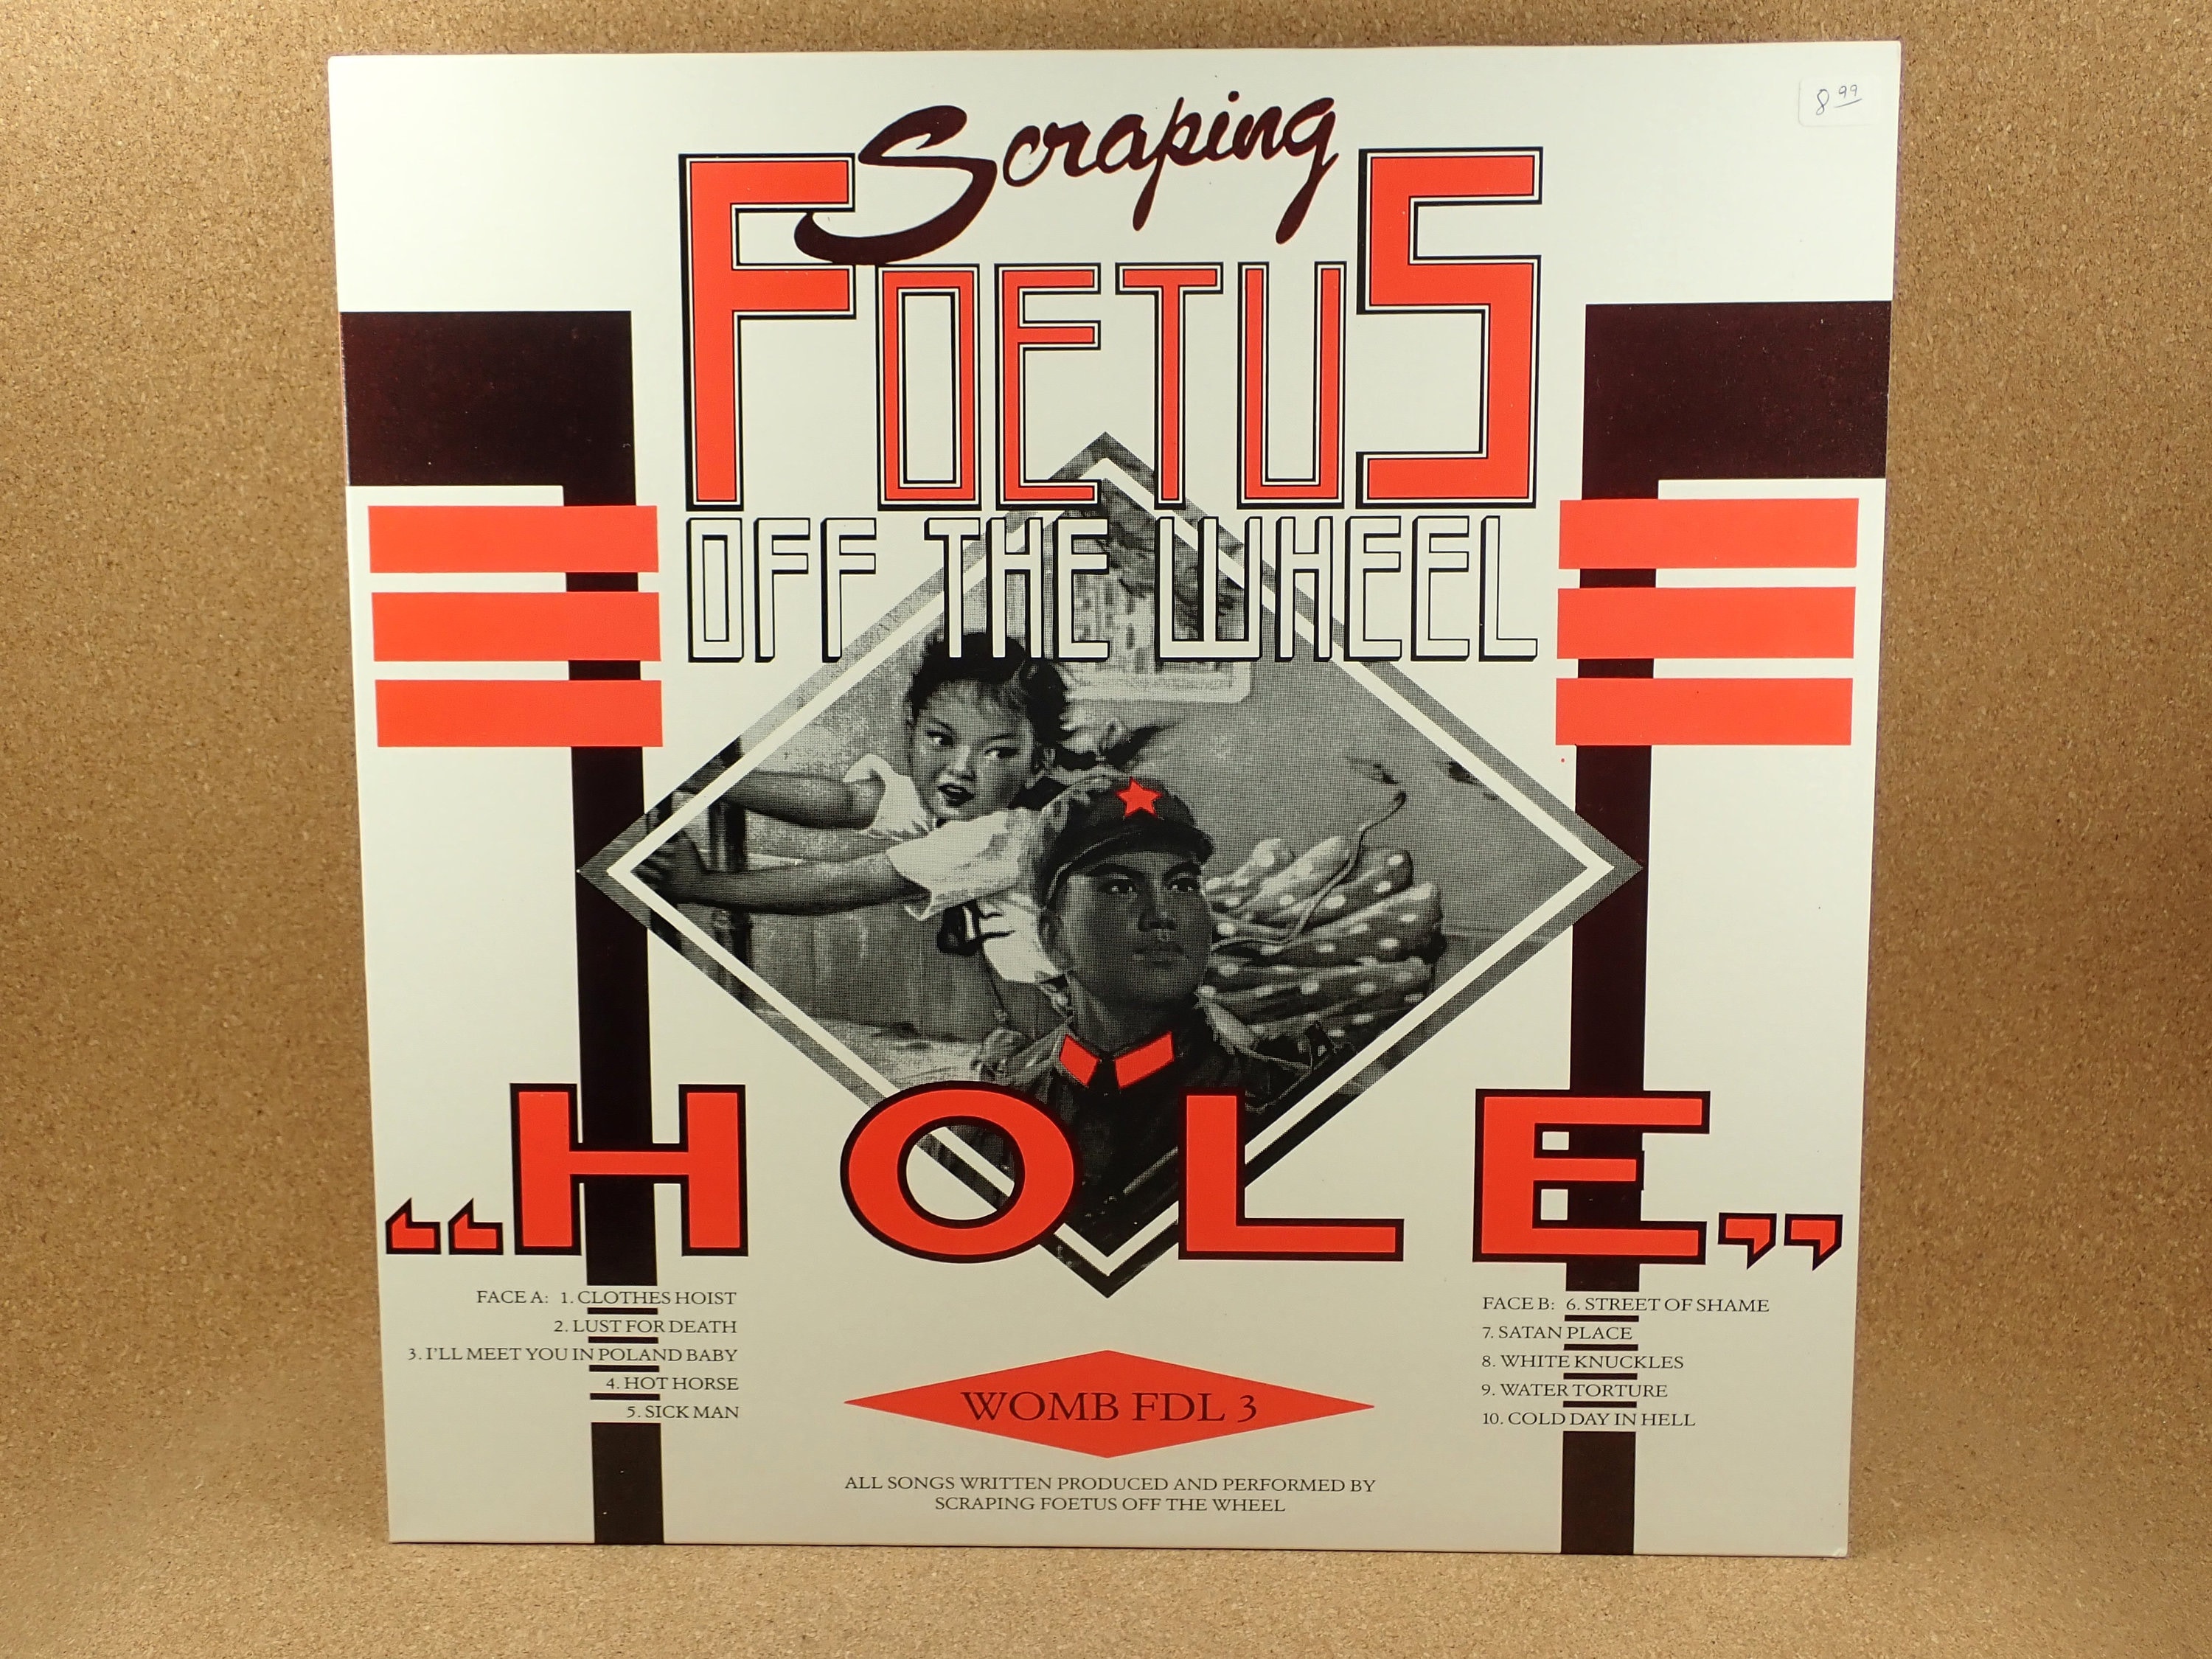 8 99
Scraping
FOETUS
OFF THE WHEEL
“HOLE”
FACE A: 1. CLOTHES HOIST
2. LUST FOR DEATH
3. I'LL MEET YOU IN POLAND BABY
4. HOT HORSE
5. SICK MAN
FACE B: 6. STREET OF SHAME
7. SATAN PLACE
8. WHITE KNUCKLES
9. WATER TORTURE
10. COLD DAY IN HELL
WOMB FDL 3
ALL SONGS WRITTEN PRODUCED AND PERFORMED BY
SCRAPING FOETUS OFF THE WHEEL